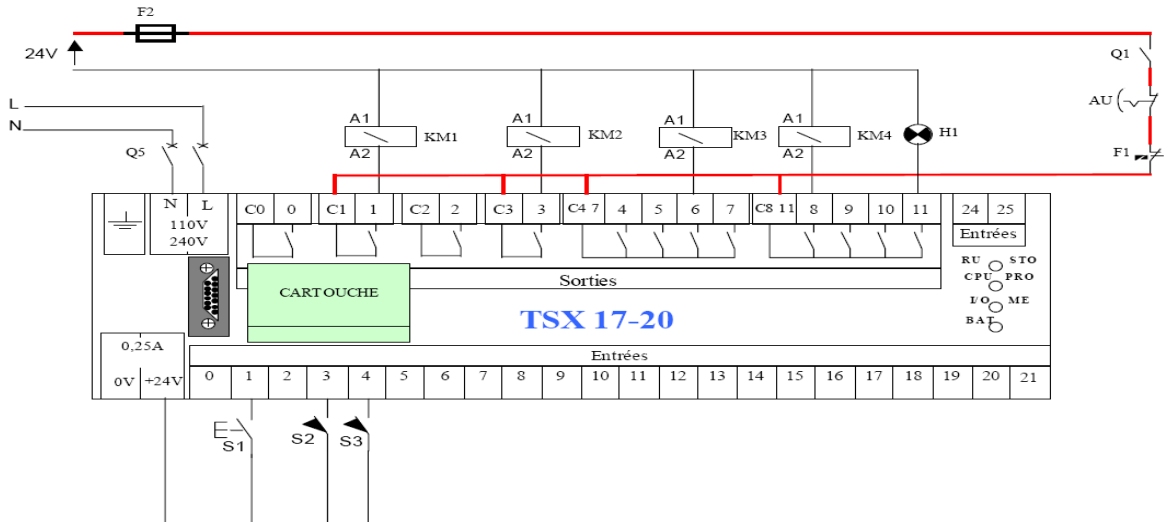 F2
24V
Q1
L
AU
N
A1 A1 A1 A1
KM1 KM2 KM3 KM4 H1
Q5
A2 A2 A2 A2
F1
N L
110V
240V
C0 0 C1 1 C2 2 C3 3 C4 7 4 5 6 7 C8 11 8 9 10 11
24 25
Entrées
Sorties
RU STO
CPU PRO
I/O ME
BAT
CARTOUCHE
TSX 17-20
0,25A
0V +24V
Entrées
0 1 2 3 4 5 6 7 8 9 10 11 12 13 14 15 16 17 18 19 20 21
S1 S2 S3